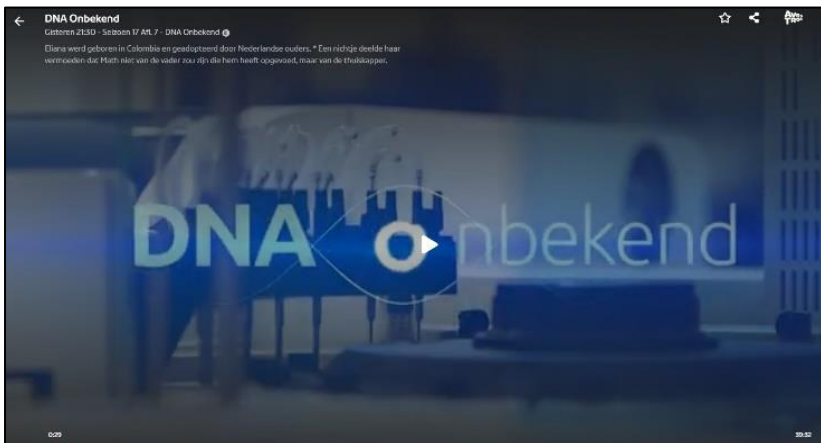 DNA Onbekend
Gisteren 21:30 - Seizoen 17 Afl. 7 - DNA Onbekend
Eliana werd geboren in Colombia en geadopteerd door Nederlandse ouders. * Een nichtje deelde haar
vermoeden dat Math niet van de vader zou zijn die hem heeft opgevoed, maar van de thuiskapper.
AVRO
TROS
DNA Onbekend
0:29
39:52